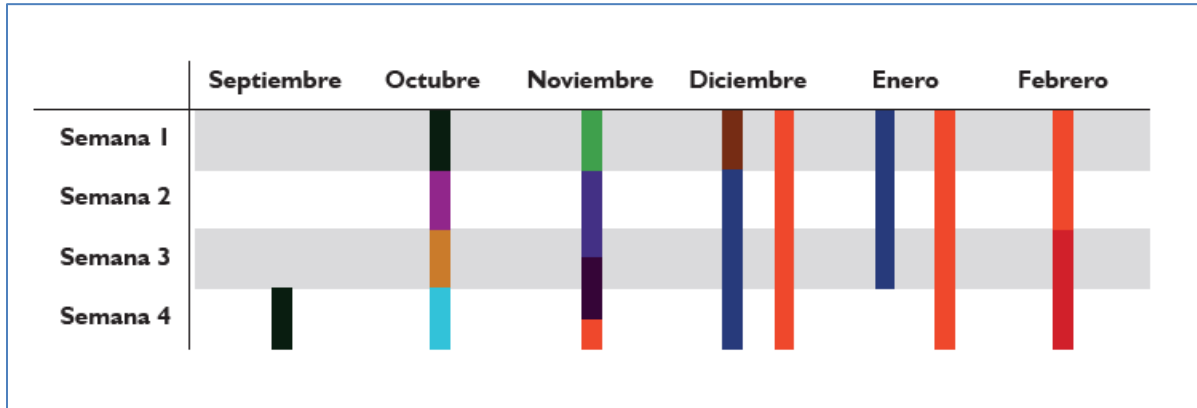 Septiembre Octubre Noviembre Diciembre Enero Febrero
Semana 1
Semana 2
Semana 3
Semana 4